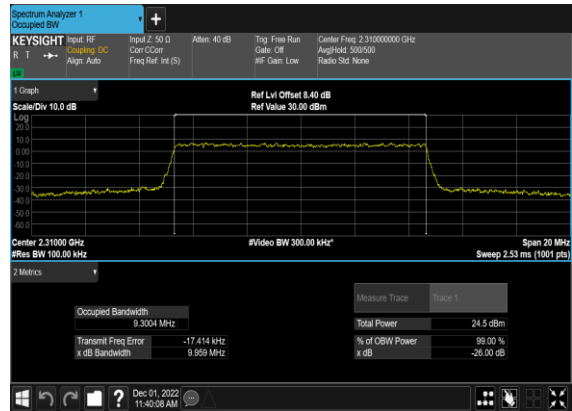 Spectrum Analyzer 1
Occupied BW
KEYSIGHT Input: RF Input Z: 50 Ω Atten: 40 dB Trig: Free Run Center Freq: 2.310000000 GHz
R T Coupling: DC Corr CCorr Gate: Off Avg|Hold: 500/500
Align: Auto Freq Ref: Int (S) #IF Gain: Low Radio Std: None
1 Graph
Ref Lvl Offset 8.40 dB
Scale/Div 10.0 dB Ref Value 30.00 dBm
Log
20.0
10.0
0.00
-10.0
-20.0
-30.0
-40.0
-50.0
-60.0
Center 2.31000 GHz #Video BW 300.00 kHz* Span 20 MHz
#Res BW 100.00 kHz Sweep 2.53 ms (1001 pts)
2 Metrics
Measure Trace Trace 1
Occupied Bandwidth
9.3004 MHz
Total Power 24.5 dBm
Transmit Freq Error -17.414 kHz % of OBW Power 99.00 %
x dB Bandwidth 9.959 MHz x dB -26.00 dB
Dec 01, 2022
11:40:08 AM